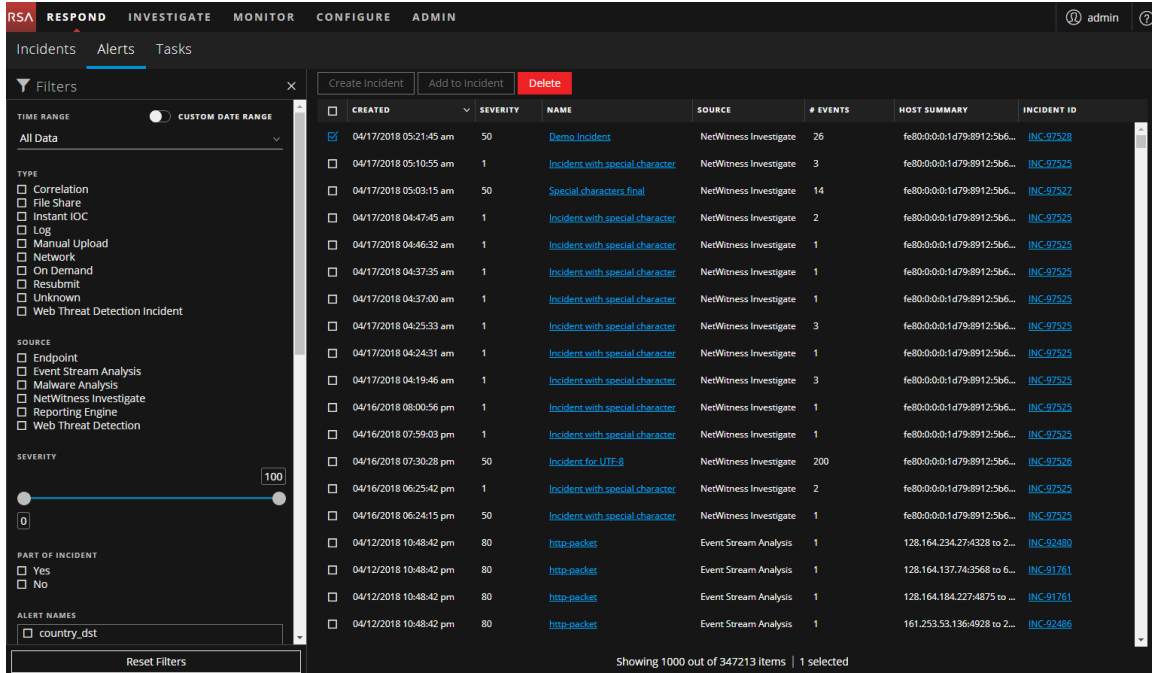 RSA RESPOND INVESTIGATE MONITOR CONFIGURE ADMIN admin ?
Incidents Alerts Tasks
Filters
Create Incident Add to Incident Delete
TIME RANGE CUSTOM DATE RANGE
All Data
TYPE
Correlation
File Share
Instant IOC
Log
Manual Upload
Network
On Demand
Resubmit
Unknown
Web Threat Detection Incident
SOURCE
Endpoint
Event Stream Analysis
Malware Analysis
NetWitness Investigate
Reporting Engine
Web Threat Detection
SEVERITY
100
0
PART OF INCIDENT
Yes
No
ALERT NAMES
country_dst
Reset Filters
CREATED SEVERITY NAME SOURCE # EVENTS HOST SUMMARY INCIDENT ID
04/17/2018 05:21:45 am 50 Demo Incident NetWitness Investigate 26 fe80:0:0:0:1d79:8912:5b6... INC-97528
04/17/2018 05:10:55 am 1 Incident with special character NetWitness Investigate 3 fe80:0:0:0:1d79:8912:5b6... INC-97525
04/17/2018 05:03:15 am 50 Special characters final NetWitness Investigate 14 fe80:0:0:0:1d79:8912:5b6... INC-97527
04/17/2018 04:47:45 am 1 Incident with special character NetWitness Investigate 2 fe80:0:0:0:1d79:8912:5b6... INC-97525
04/17/2018 04:46:32 am 1 Incident with special character NetWitness Investigate 1 fe80:0:0:0:1d79:8912:5b6... INC-97525
04/17/2018 04:37:35 am 1 Incident with special character NetWitness Investigate 1 fe80:0:0:0:1d79:8912:5b6... INC-97525
04/17/2018 04:37:00 am 1 Incident with special character NetWitness Investigate 1 fe80:0:0:0:1d79:8912:5b6... INC-97525
04/17/2018 04:25:33 am 1 Incident with special character NetWitness Investigate 3 fe80:0:0:0:1d79:8912:5b6... INC-97525
04/17/2018 04:24:31 am 1 Incident with special character NetWitness Investigate 1 fe80:0:0:0:1d79:8912:5b6... INC-97525
04/17/2018 04:19:46 am 1 Incident with special character NetWitness Investigate 3 fe80:0:0:0:1d79:8912:5b6... INC-97525
04/16/2018 08:00:56 pm 1 Incident with special character NetWitness Investigate 1 fe80:0:0:0:1d79:8912:5b6... INC-97525
04/16/2018 07:59:03 pm 1 Incident with special character NetWitness Investigate 1 fe80:0:0:0:1d79:8912:5b6... INC-97525
04/16/2018 07:30:28 pm 50 Incident for UTF-8 NetWitness Investigate 200 fe80:0:0:0:1d79:8912:5b6... INC-97526
04/16/2018 06:25:42 pm 1 Incident with special character NetWitness Investigate 2 fe80:0:0:0:1d79:8912:5b6... INC-97525
04/16/2018 06:24:15 pm 50 Incident with special character NetWitness Investigate 1 fe80:0:0:0:1d79:8912:5b6... INC-97525
04/12/2018 10:48:42 pm 80 http-packet Event Stream Analysis 1 128.164.234.27:4328 to 2... INC-92480
04/12/2018 10:48:42 pm 80 http-packet Event Stream Analysis 1 128.164.137.74:3568 to 6... INC-91761
04/12/2018 10:48:42 pm 80 http-packet Event Stream Analysis 1 128.164.184.227:4875 to ... INC-91761
04/12/2018 10:48:42 pm 80 http-packet Event Stream Analysis 1 161.253.53.136:4928 to 2... INC-92486
Showing 1000 out of 347213 items | 1 selected